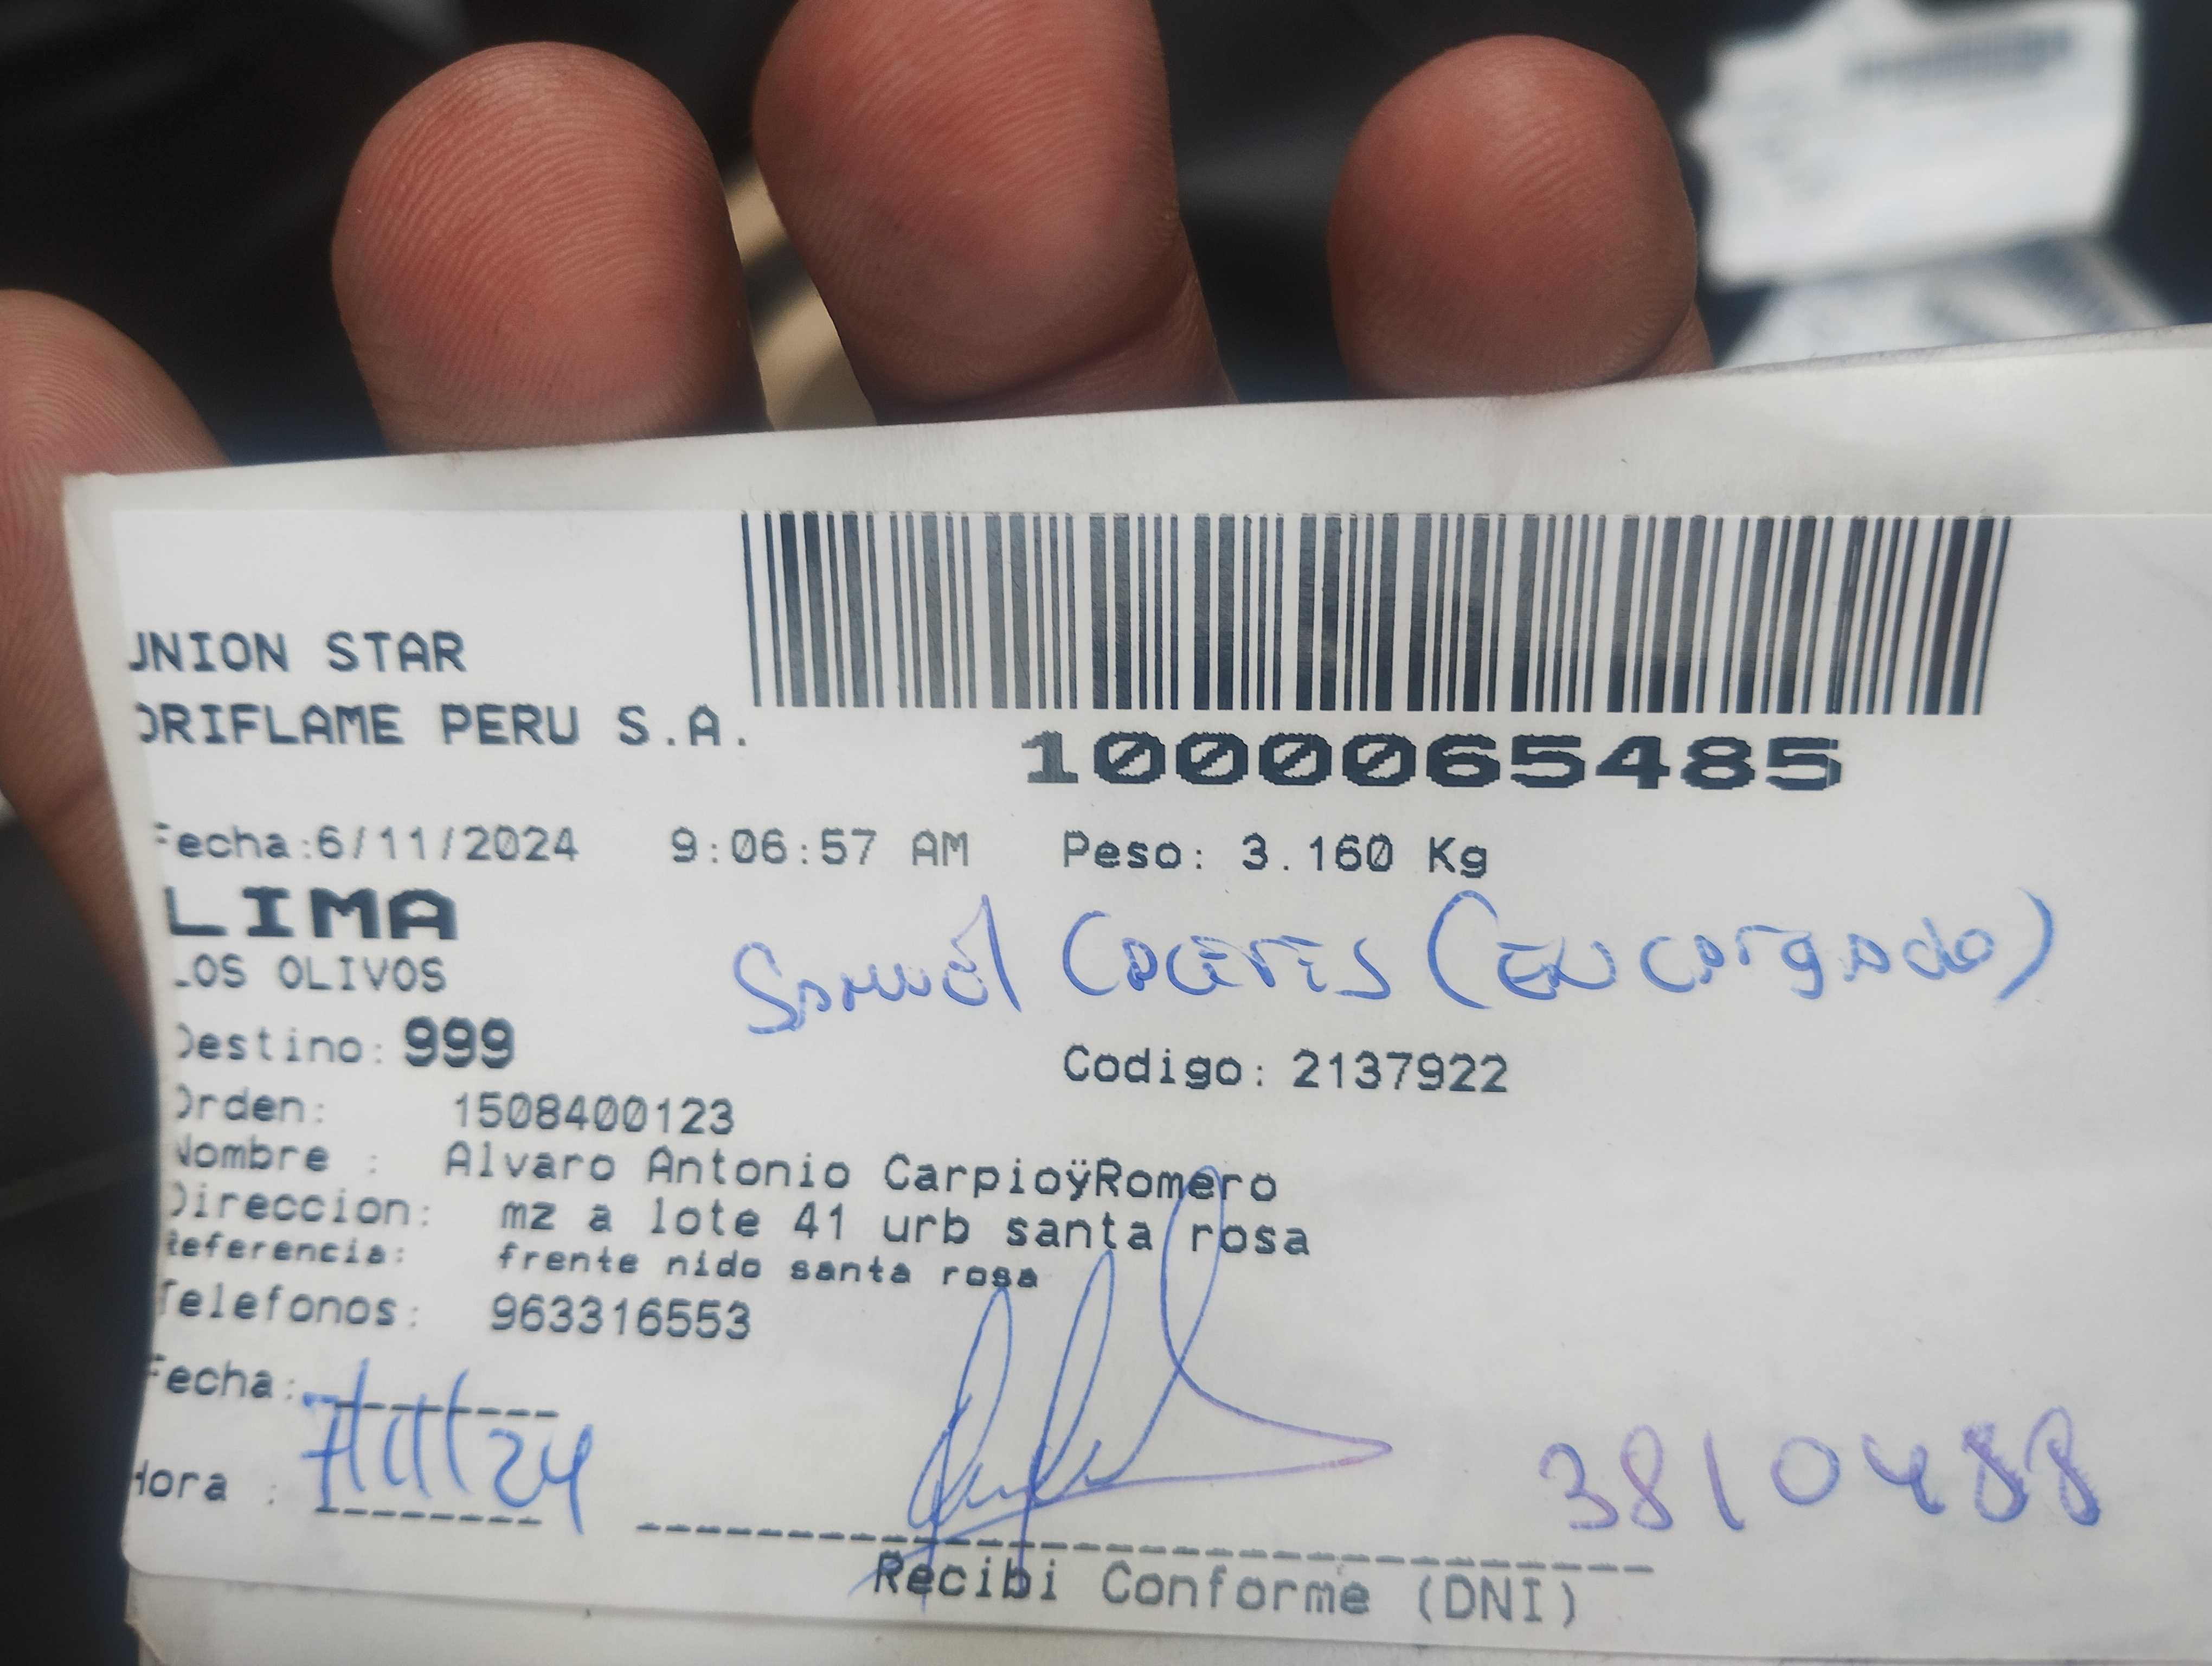 UNION STAR
ORIFLAME PERU S.A.
1000065485
Fecha:6/11/2024 9:06:57 AM Peso: 3.160 Kg
LIMA
LOS OLIVOS
Samuel Caceres (Encargado)
Destino: 999
Codigo: 2137922
Orden: 1508400123
Nombre : Alvaro Antonio CarpioÿRomero
Direccion: mz a lote 41 urb santa rosa
Referencia: frente nido santa rosa
Telefonos: 963316553
Fecha:
7/11/24
Hora :
3810488
Recibi Conforme (DNI)